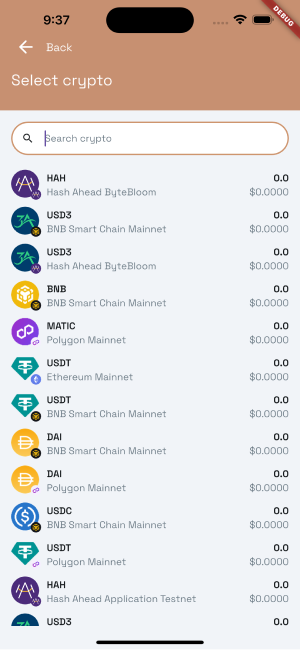 9:37
DEBUG
Back
Select crypto
Search crypto
HAH 0.0
Hash Ahead ByteBloom $0.0000
USD3 0.0
BNB Smart Chain Mainnet $0.0000
USD3 0.0
Hash Ahead ByteBloom $0.0000
BNB 0.0
BNB Smart Chain Mainnet $0.0000
MATIC 0.0
Polygon Mainnet $0.0000
USDT 0.0
Ethereum Mainnet $0.0000
USDT 0.0
BNB Smart Chain Mainnet $0.0000
DAI 0.0
BNB Smart Chain Mainnet $0.0000
DAI 0.0
Polygon Mainnet $0.0000
USDC 0.0
BNB Smart Chain Mainnet $0.0000
USDT 0.0
Polygon Mainnet $0.0000
HAH 0.0
Hash Ahead Application Testnet $0.0000
USD3 0.0